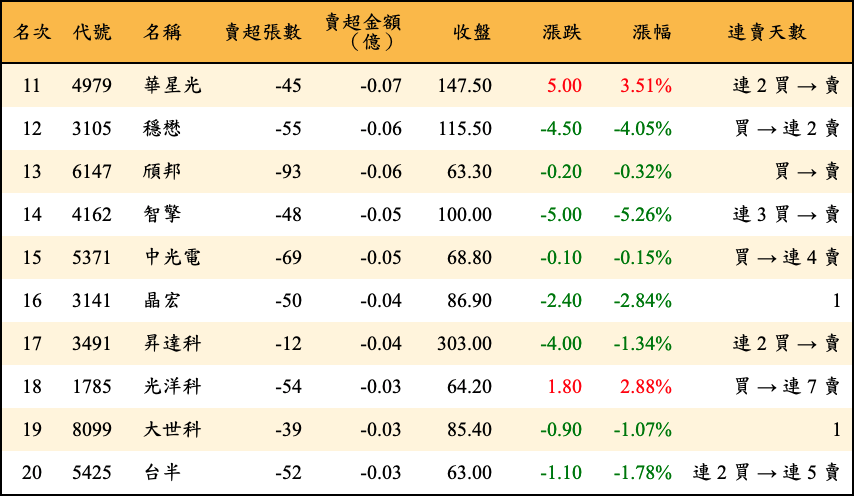 名次 代號 名稱 賣超張數 賣超金額（億） 收盤 漲跌 漲幅 連賣天數
11 4979 華星光 -45 -0.07 147.50 5.00 3.51% 連 2 買 → 賣
12 3105 穩懋 -55 -0.06 115.50 -4.50 -4.05% 買 → 連 2 賣
13 6147 頎邦 -93 -0.06 63.30 -0.20 -0.32% 買 → 賣
14 4162 智擎 -48 -0.05 100.00 -5.00 -5.26% 連 3 買 → 賣
15 5371 中光電 -69 -0.05 68.80 -0.10 -0.15% 買 → 連 4 賣
16 3141 晶宏 -50 -0.04 86.90 -2.40 -2.84% 1
17 3491 昇達科 -12 -0.04 303.00 -4.00 -1.34% 連 2 買 → 賣
18 1785 光洋科 -54 -0.03 64.20 1.80 2.88% 買 → 連 7 賣
19 8099 大世科 -39 -0.03 85.40 -0.90 -1.07% 1
20 5425 台半 -52 -0.03 63.00 -1.10 -1.78% 連 2 買 → 連 5 賣